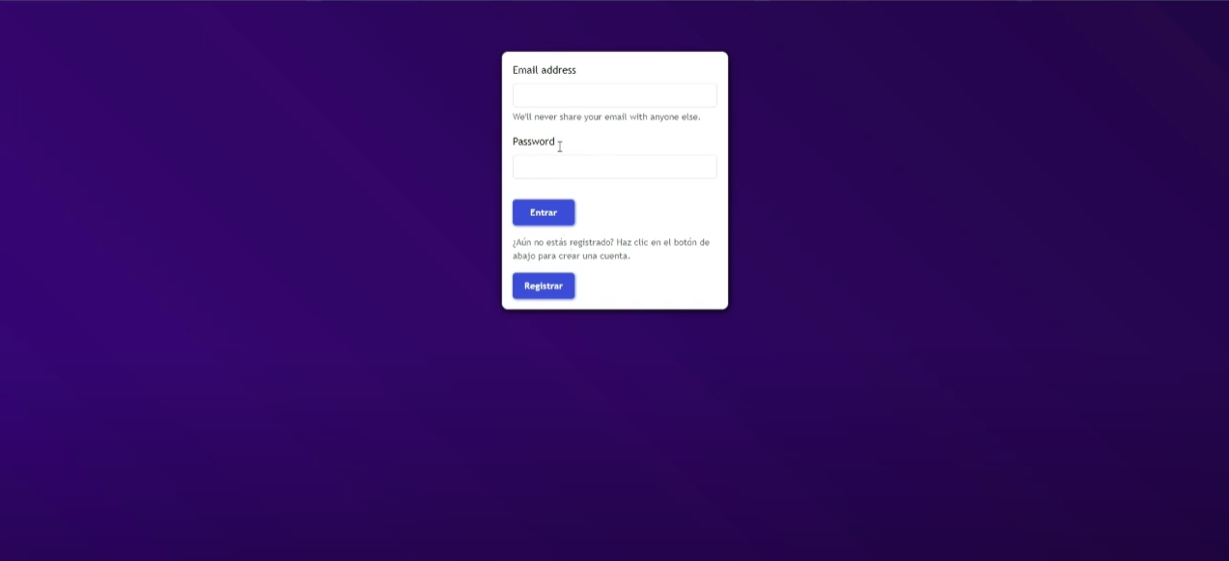 Email address
We'll never share your email with anyone else.
Password
Entrar
¿Aún no estás registrado? Haz clic en el botón de
abajo para crear una cuenta.
Registrar